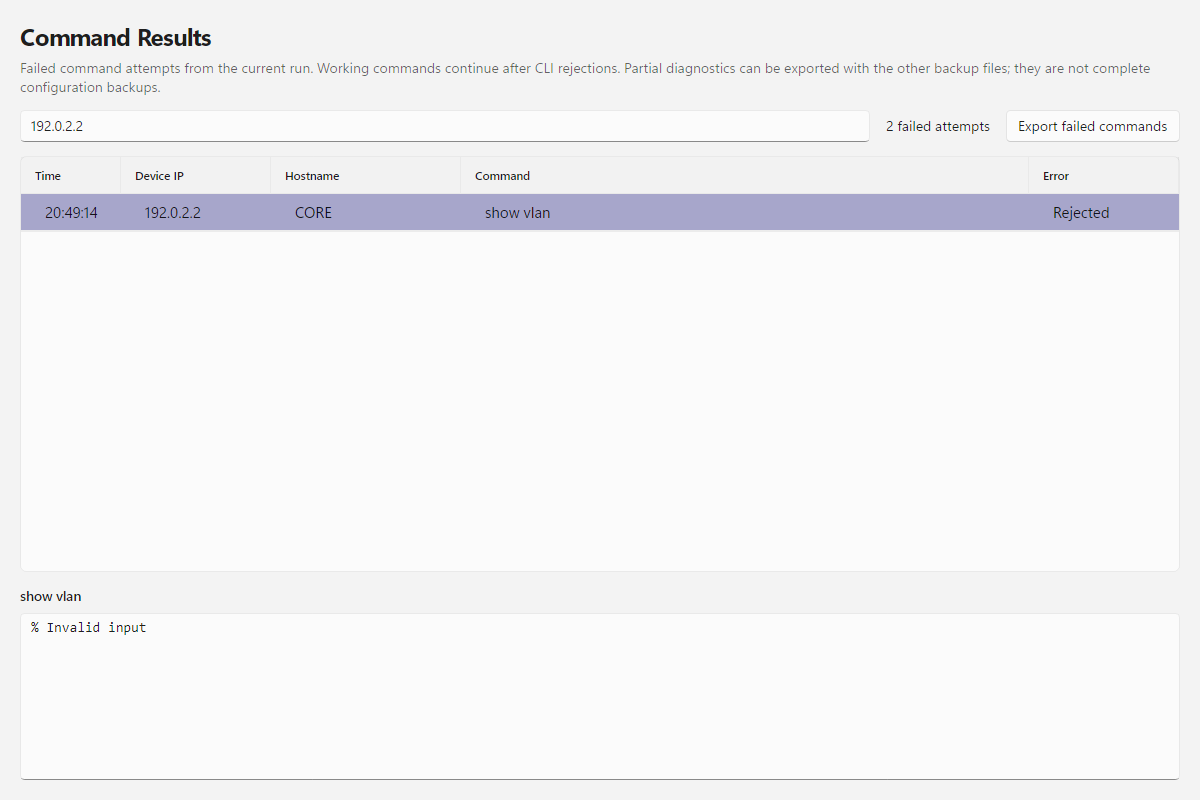 Command Results
Failed command attempts from the current run. Working commands continue after CLI rejections. Partial diagnostics can be exported with the other backup files; they are not complete
configuration backups.
192.0.2.2
2 failed attempts
Export failed commands
Time Device IP Hostname Command Error
20:49:14 192.0.2.2 CORE show vlan Rejected
show vlan
% Invalid input